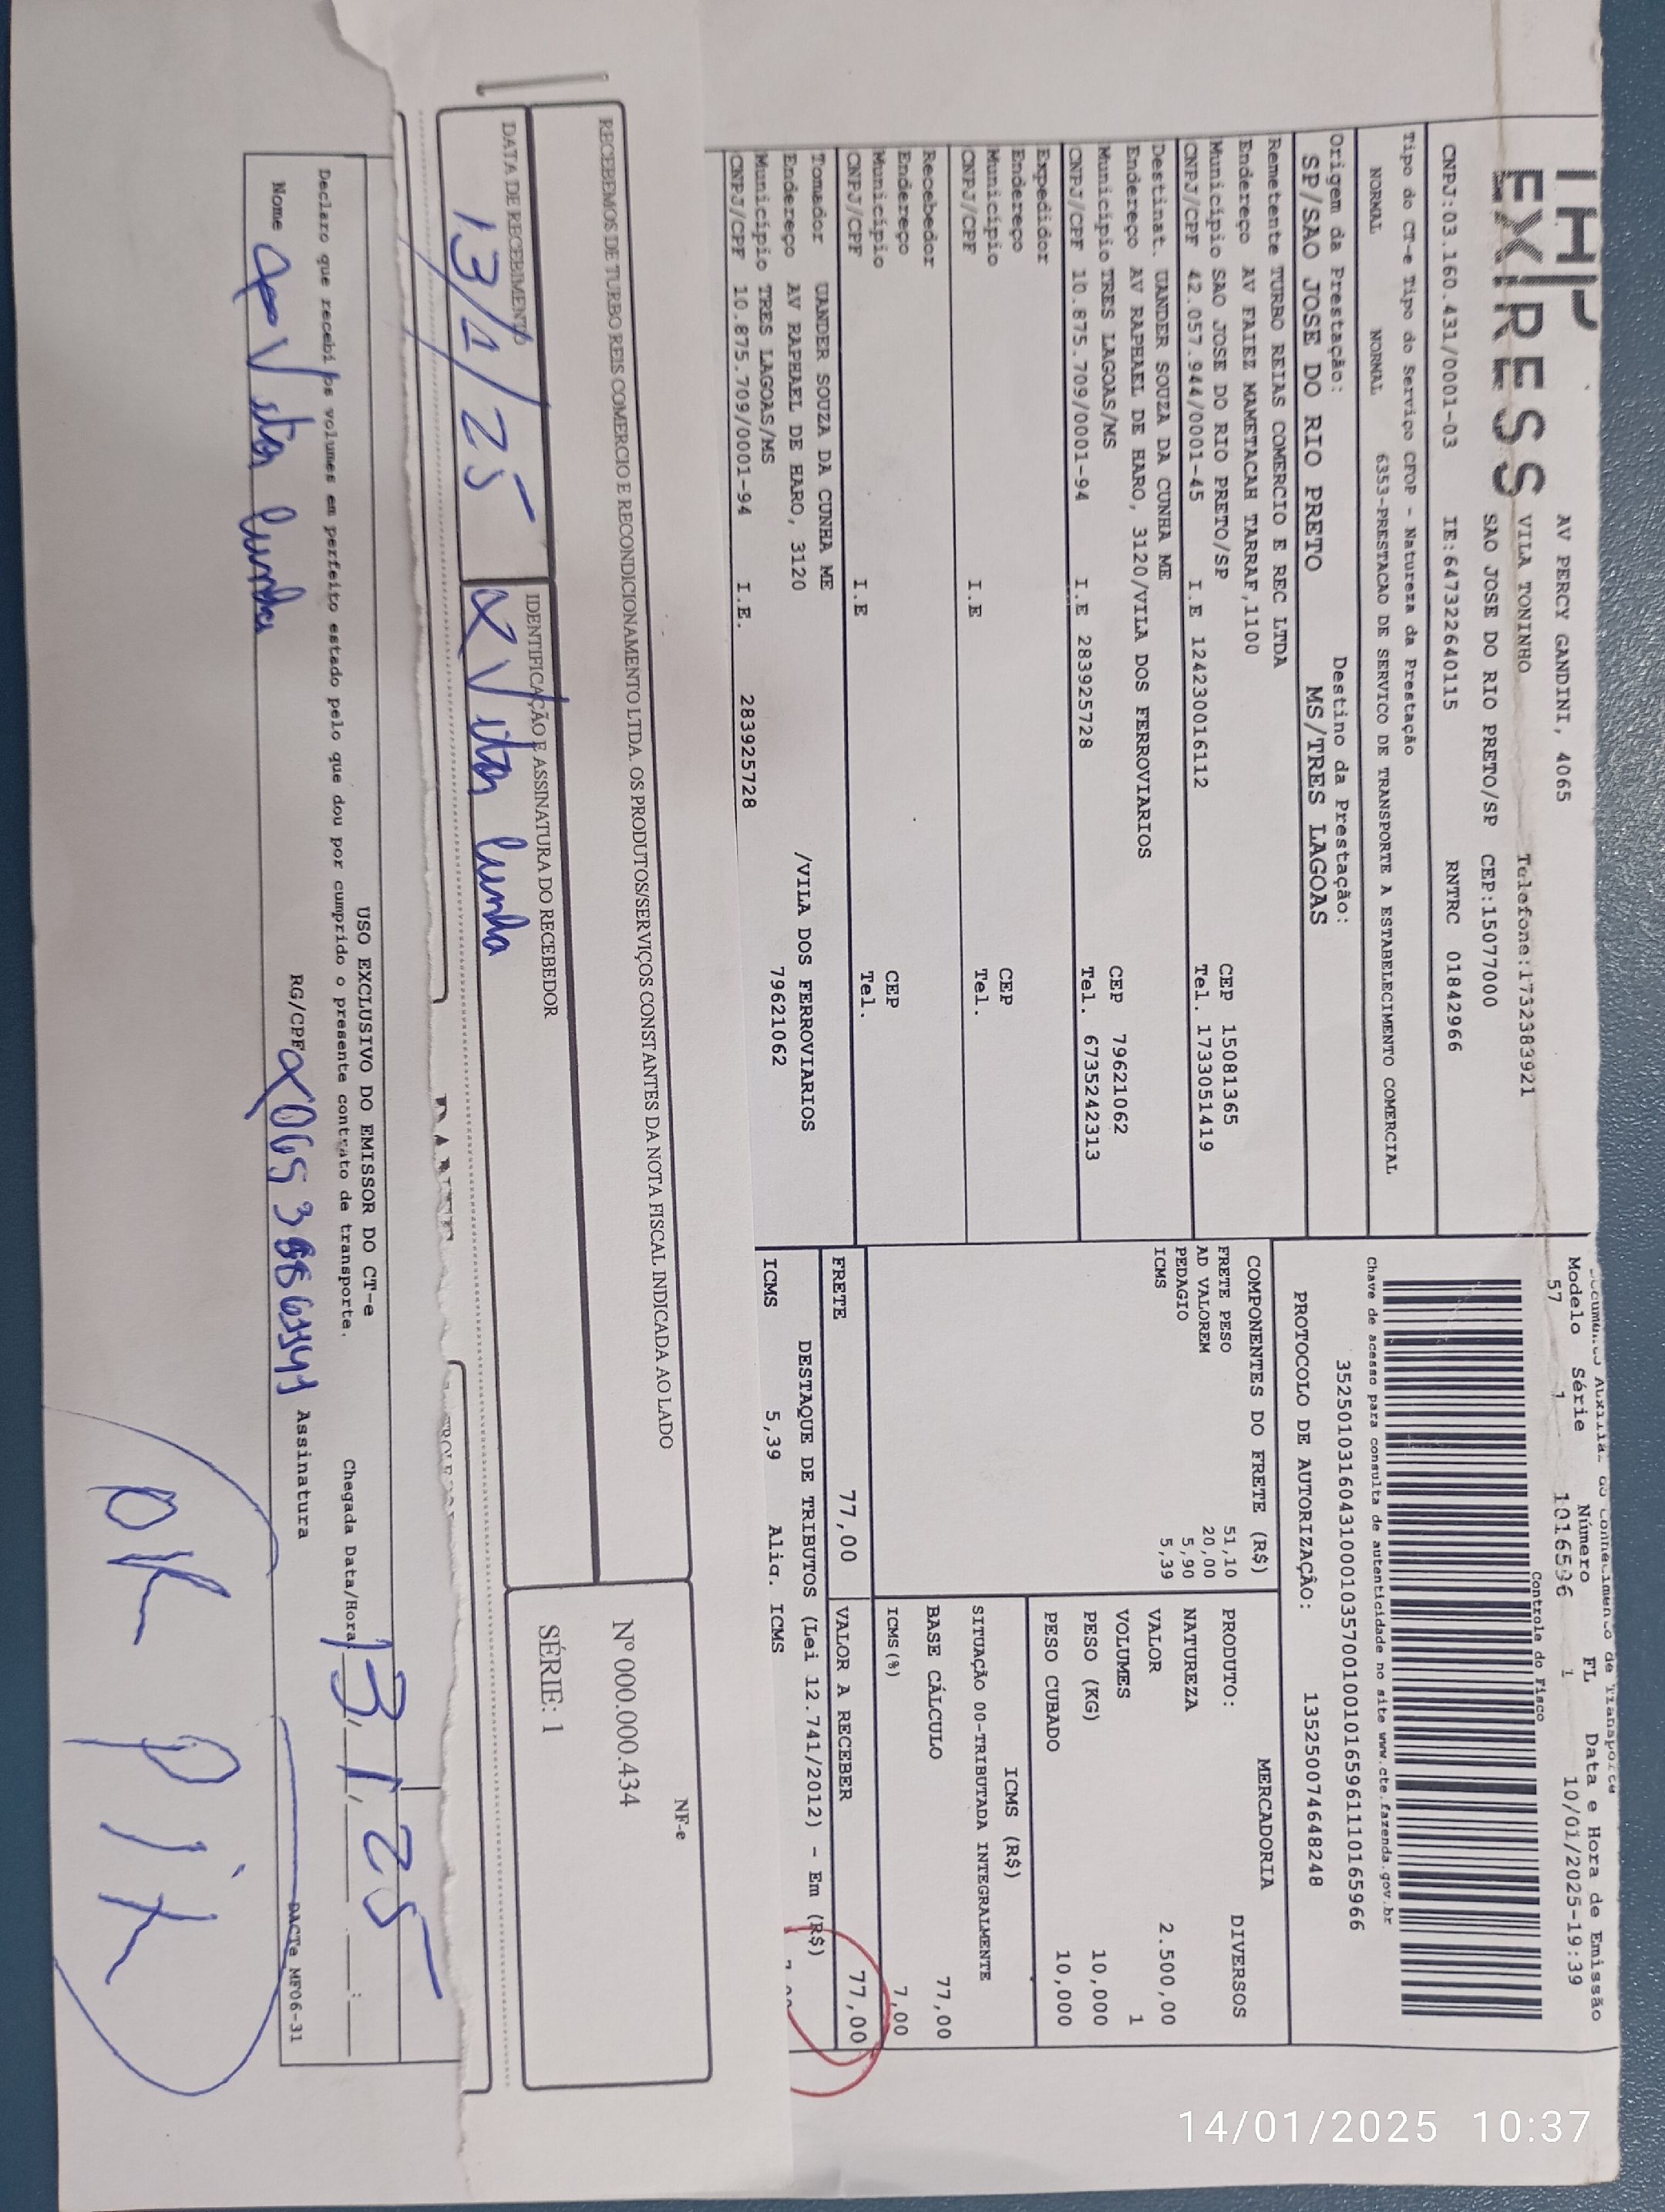 IHP
EXPRESS
AV PERCY GANDINI, 4065
VILA TONINHO Telefone:1732383921
SAO JOSE DO RIO PRETO/SP CEP:15077000
CNPJ:03.160.431/0001-03 IE:647322640115 RNTRC 01842966
Documento Auxiliar do Conhecimento de Transporte
Modelo Série Número FL Data e Hora de Emissão
57 1 1016596 1 10/01/2025-19:39
Controle do Fisco
Tipo do CT-e Tipo do Serviço CFOP - Natureza da Prestação
NORMAL NORMAL 6353-PRESTACAO DE SERVICO DE TRANSPORTE A ESTABELECIMENTO COMERCIAL
Chave de acesso para consulta de autenticidade no site www.cte.fazenda.gov.br
35250103160431000103570010010165961110165966
Origem da Prestação: Destino da Prestação:
SP/SAO JOSE DO RIO PRETO MS/TRES LAGOAS
PROTOCOLO DE AUTORIZAÇÃO: 135250074648248
Remetente TURBO REIAS COMERCIO E REC LTDA
Endereço AV FAIEZ NAMETACAH TARRAF,1100
Município SAO JOSE DO RIO PRETO/SP CEP 15081365
CNPJ/CPF 42.057.944/0001-45 I.E 124230016112 Tel. 1733051419
Destinat. UANDER SOUZA DA CUNHA ME
Endereço AV RAPHAEL DE HARO, 3120/VILA DOS FERROVIARIOS
Município TRES LAGOAS/MS CEP 79621062
CNPJ/CPF 10.875.709/0001-94 I.E 283925728 Tel. 6735242313
Expedidor
Endereço
Município CEP
CNPJ/CPF I.E Tel.
Recebedor
Endereço
Município CEP
CNPJ/CPF I.E Tel.
Tomador UANDER SOUZA DA CUNHA ME
Endereço AV RAPHAEL DE HARO, 3120 /VILA DOS FERROVIARIOS
Município TRES LAGOAS/MS 79621062
CNPJ/CPF 10.875.709/0001-94 I.E. 283925728
COMPONENTES DO FRETE (R$)
FRETE PESO 51,10
AD VALOREM 20,00
PEDAGIO 5,90
ICMS 5,39
MERCADORIA
PRODUTO: DIVERSOS
NATUREZA
VALOR 2.500,00
VOLUMES 1
PESO (KG) 10,000
PESO CUBADO 10,000
ICMS (R$)
SITUAÇÃO 00-TRIBUTADA INTEGRALMENTE
BASE CÁLCULO 77,00
ICMS(%) 7,00
FRETE 77,00 VALOR A RECEBER 77,00
DESTAQUE DE TRIBUTOS (Lei 12.741/2012) - Em (R$)
ICMS 5,39 Aliq. ICMS 7,00
RECEBEMOS DE TURBO REIS COMERCIO E RECONDICIONAMENTO LTDA. OS PRODUTOS/SERVIÇOS CONSTANTES DA NOTA FISCAL INDICADA AO LADO
DATA DE RECEBIMENTO
13/1/25
IDENTIFICAÇÃO E ASSINATURA DO RECEBEDOR
Vitor Cunha
NF-e
Nº 000.000.434
SÉRIE: 1
USO EXCLUSIVO DO EMISSOR DO CT-e
Declaro que recebi os volumes em perfeito estado pelo que dou por cumprido o presente contrato de transporte.
Chegada Data/Hora 13/1/25
Nome Vitor Cunha RG/CPF Assinatura
DACTe MF06-31
OK PIX
14/01/2025 10:37